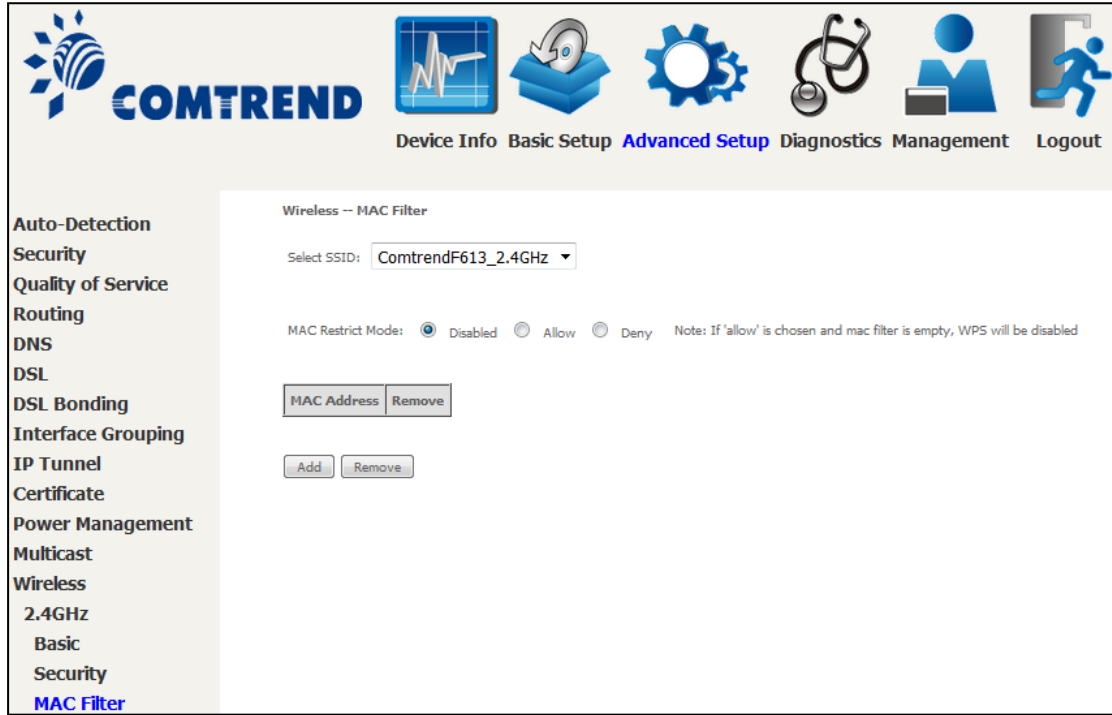 COMTREND
Device Info Basic Setup Advanced Setup Diagnostics Management Logout
Auto-Detection
Security
Quality of Service
Routing
DNS
DSL
DSL Bonding
Interface Grouping
IP Tunnel
Certificate
Power Management
Multicast
Wireless
2.4GHz
Basic
Security
MAC Filter
Wireless -- MAC Filter
Select SSID: ComtrendF613_2.4GHz
MAC Restrict Mode: Disabled Allow Deny Note: If 'allow' is chosen and mac filter is empty, WPS will be disabled
MAC Address Remove
Add Remove